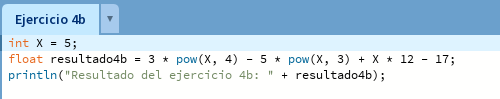 Ejercicio 4b ▼
int X = 5;
float resultado4b = 3 * pow(X, 4) - 5 * pow(X, 3) + X * 12 - 17;
println("Resultado del ejercicio 4b: " + resultado4b);